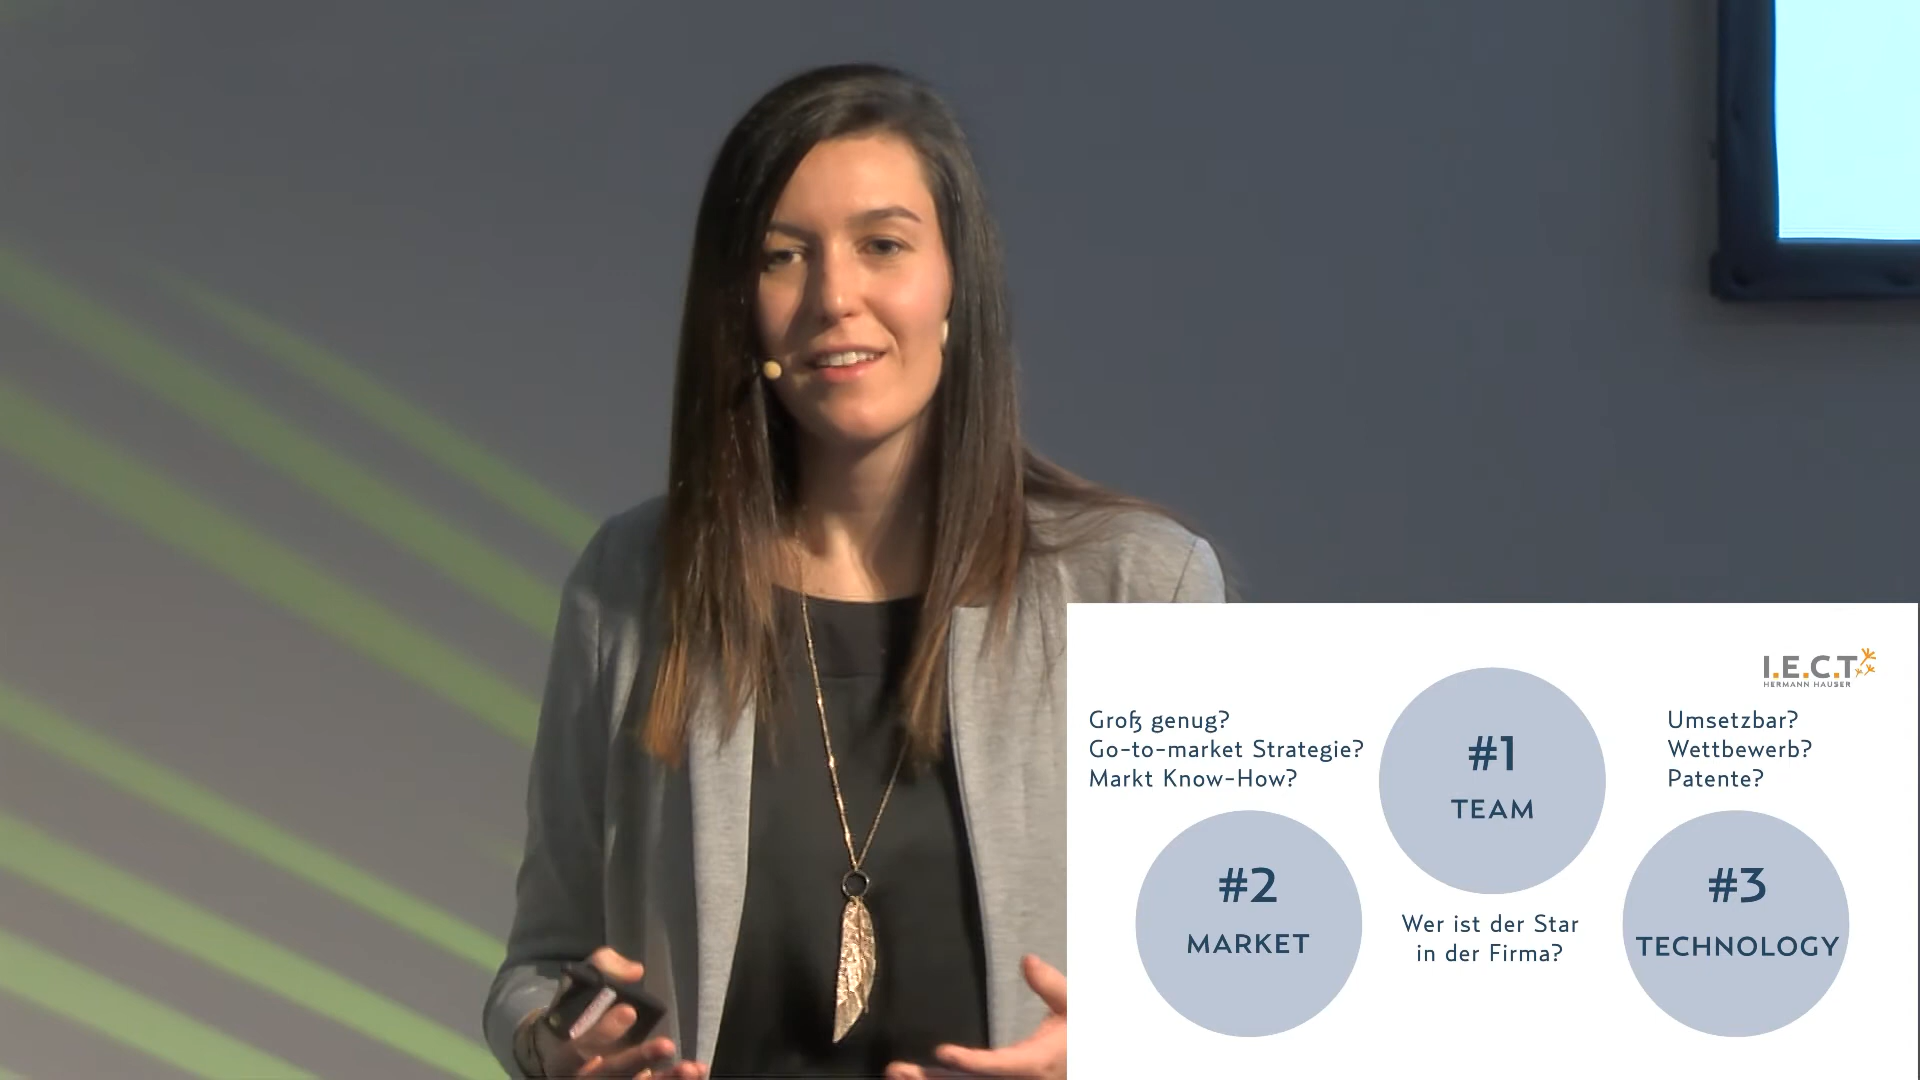 I.E.C.T
HERMANN HAUSER
Groß genug?
Go-to-market Strategie?
Markt Know-How?
#1
TEAM
Umsetzbar?
Wettbewerb?
Patente?
#2
MARKET
Wer ist der Star
in der Firma?
#3
TECHNOLOGY